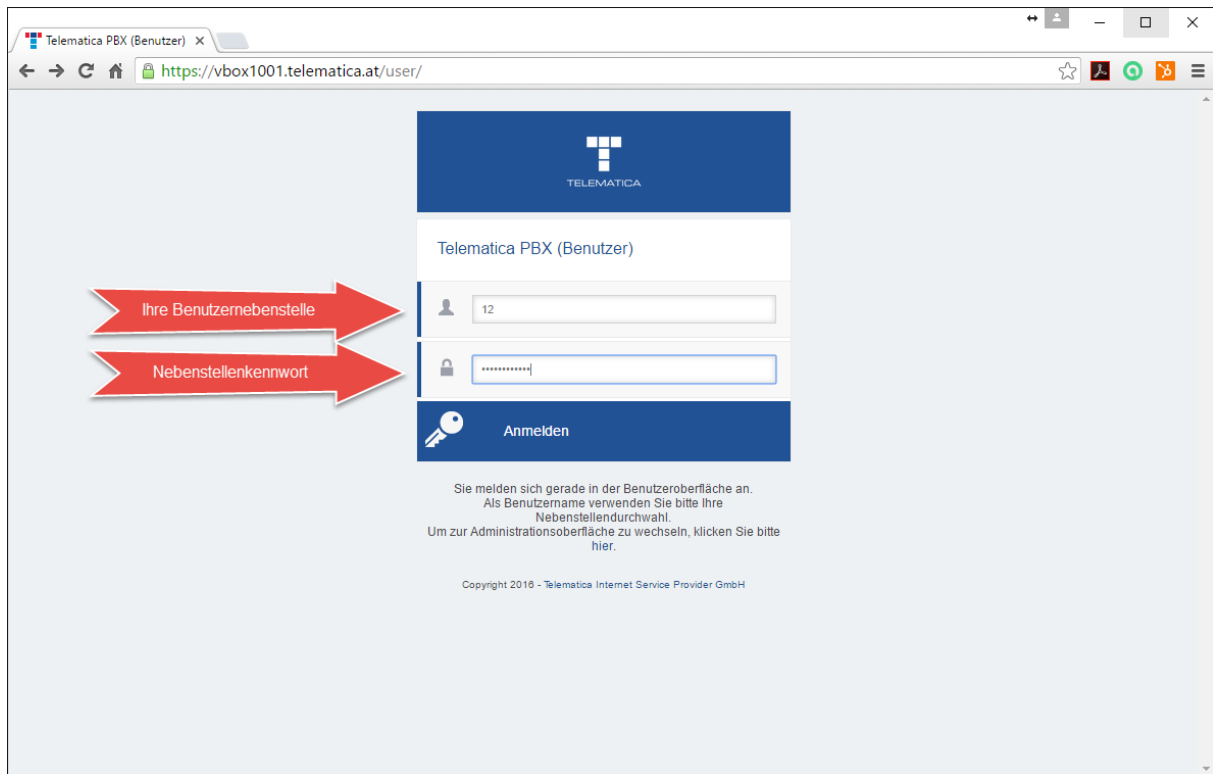 Telematica PBX (Benutzer)
https://vbox1001.telematica.at/user/
TELEMATICA
Telematica PBX (Benutzer)
Ihre Benutzernebenstelle
12
Nebenstellenkennwort
Anmelden
Sie melden sich gerade in der Benutzeroberfläche an.
Als Benutzername verwenden Sie bitte Ihre
Nebenstellendurchwahl.
Um zur Administrationsoberfläche zu wechseln, klicken Sie bitte
hier.
Copyright 2016 - Telematica Internet Service Provider GmbH